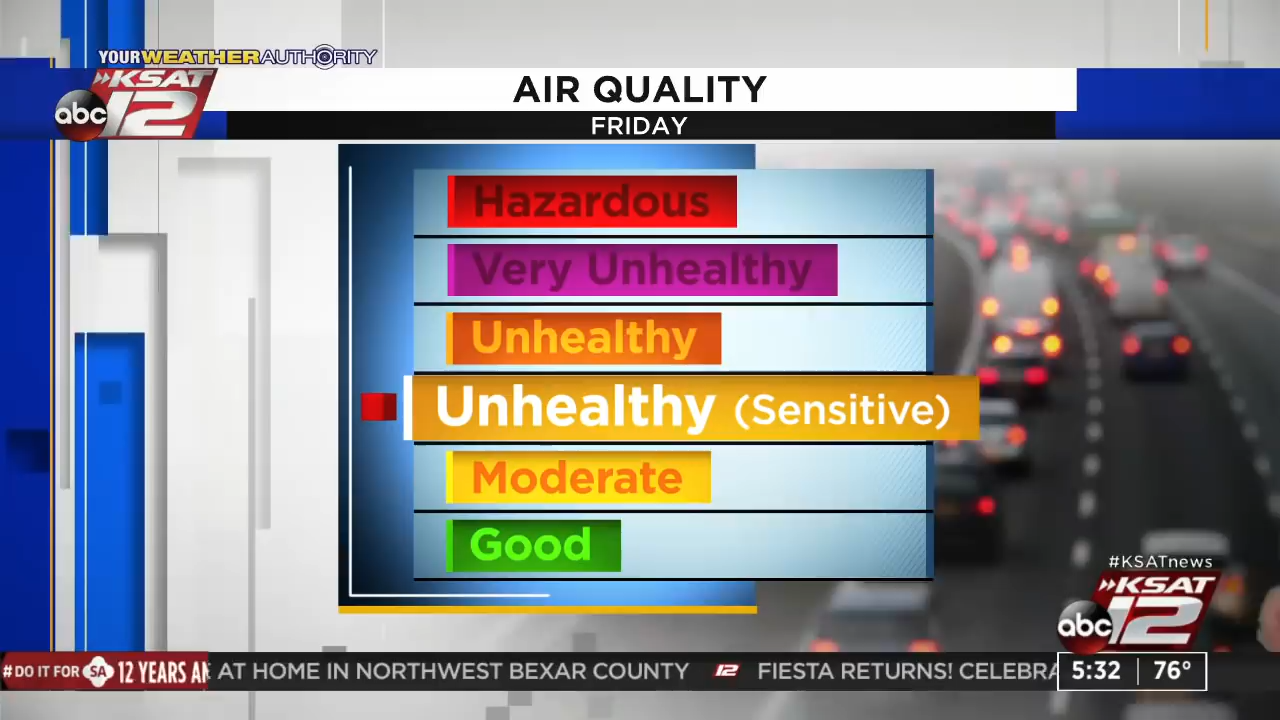 YOURWEATHERAUTHORITY
KSAT
abc 12
AIR QUALITY
FRIDAY
Hazardous
Very Unhealthy
Unhealthy
Unhealthy (Sensitive)
Moderate
Good
#KSATnews
KSAT
abc 12
#DO IT FOR SA 12 YEARS AT HOME IN NORTHWEST BEXAR COUNTY 12 FIESTA RETURNS!
5:32 76°